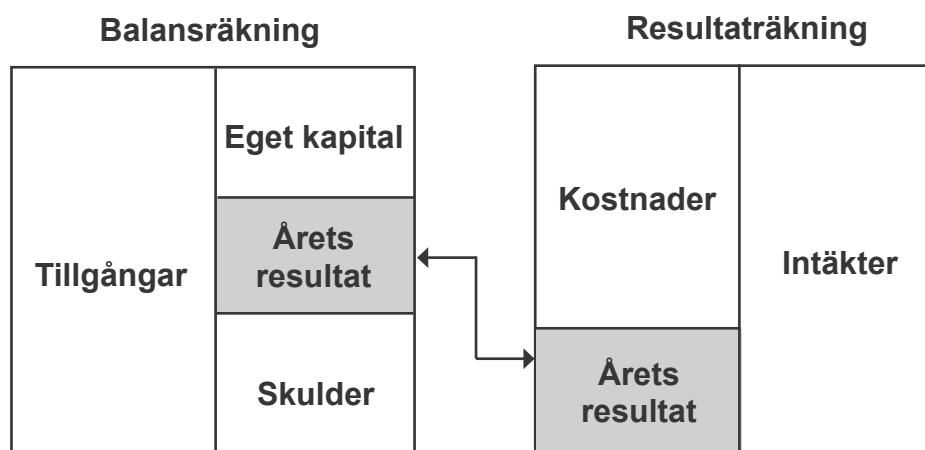 Balansräkning
Tillgångar
Eget kapital
Årets
resultat
Skulder
Resultaträkning
Kostnader
Årets
resultat
Intäkter